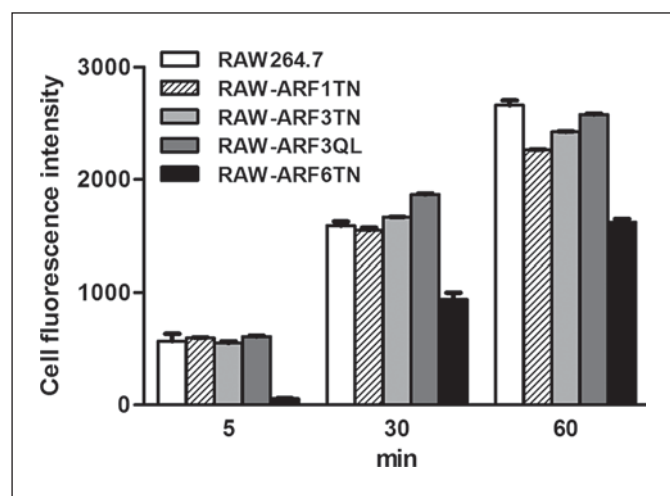 RAW264.7
RAW-ARF1TN
RAW-ARF3TN
RAW-ARF3QL
RAW-ARF6TN
Cell fluorescence intensity
3000
2000
1000
0
5 30 60
min